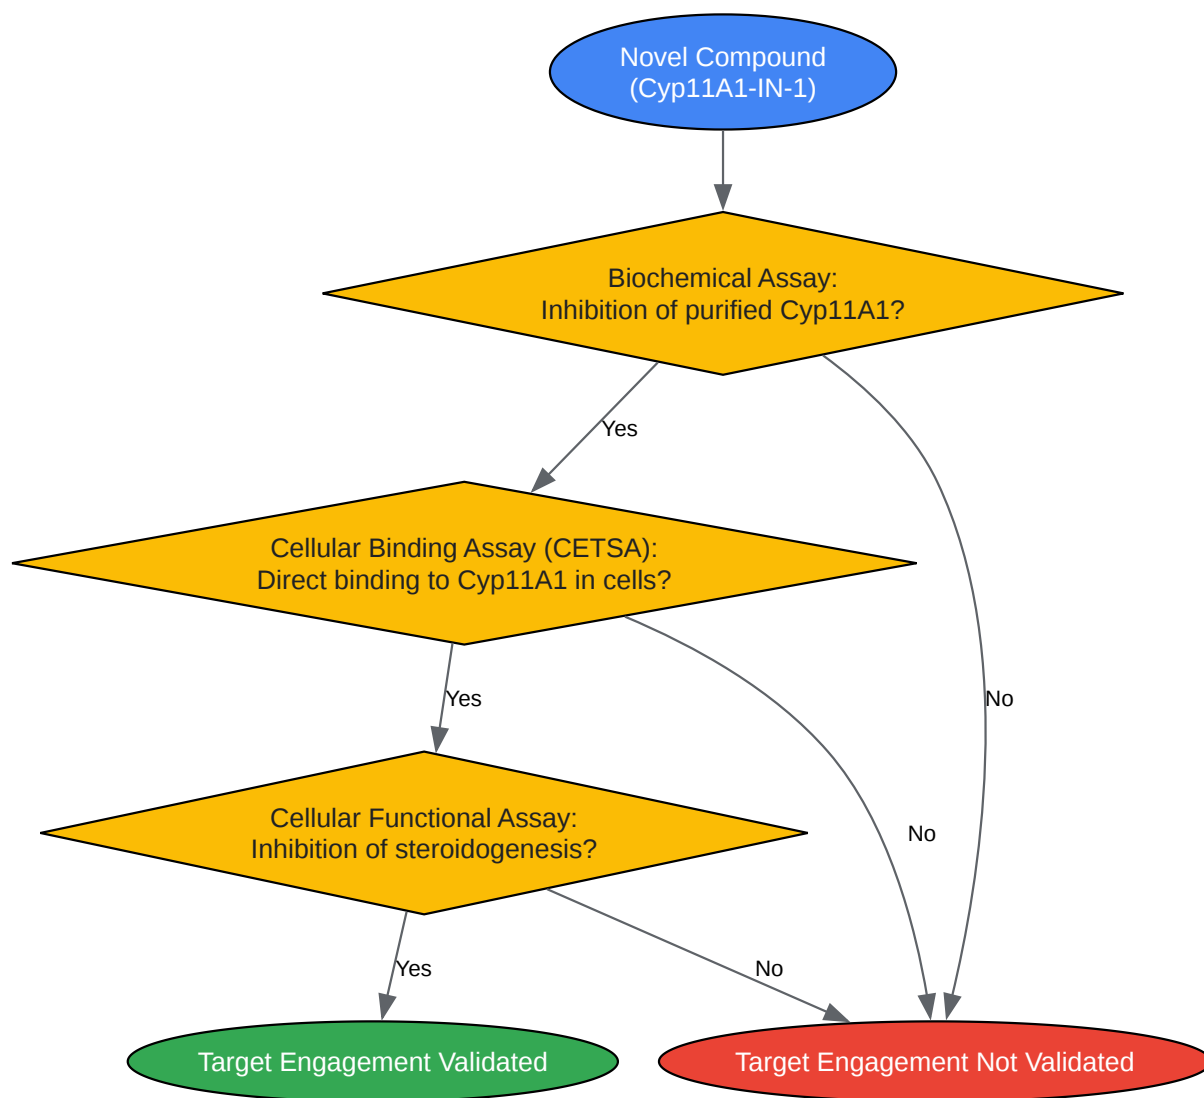 Novel Compound
(Cyp11A1-IN-1)
Biochemical Assay:
Inhibition of purified Cyp11A1?
Yes
Cellular Binding Assay (CETSA):
Direct binding to Cyp11A1 in cells?
Yes
No
Cellular Functional Assay:
Inhibition of steroidogenesis?
No
Yes
No
Target Engagement Validated
Target Engagement Not Validated